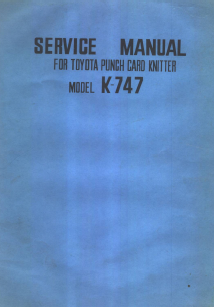 SERVICE MANUAL
FOR TOYOTA PUNCH CARD KNITTER
MODEL K-747